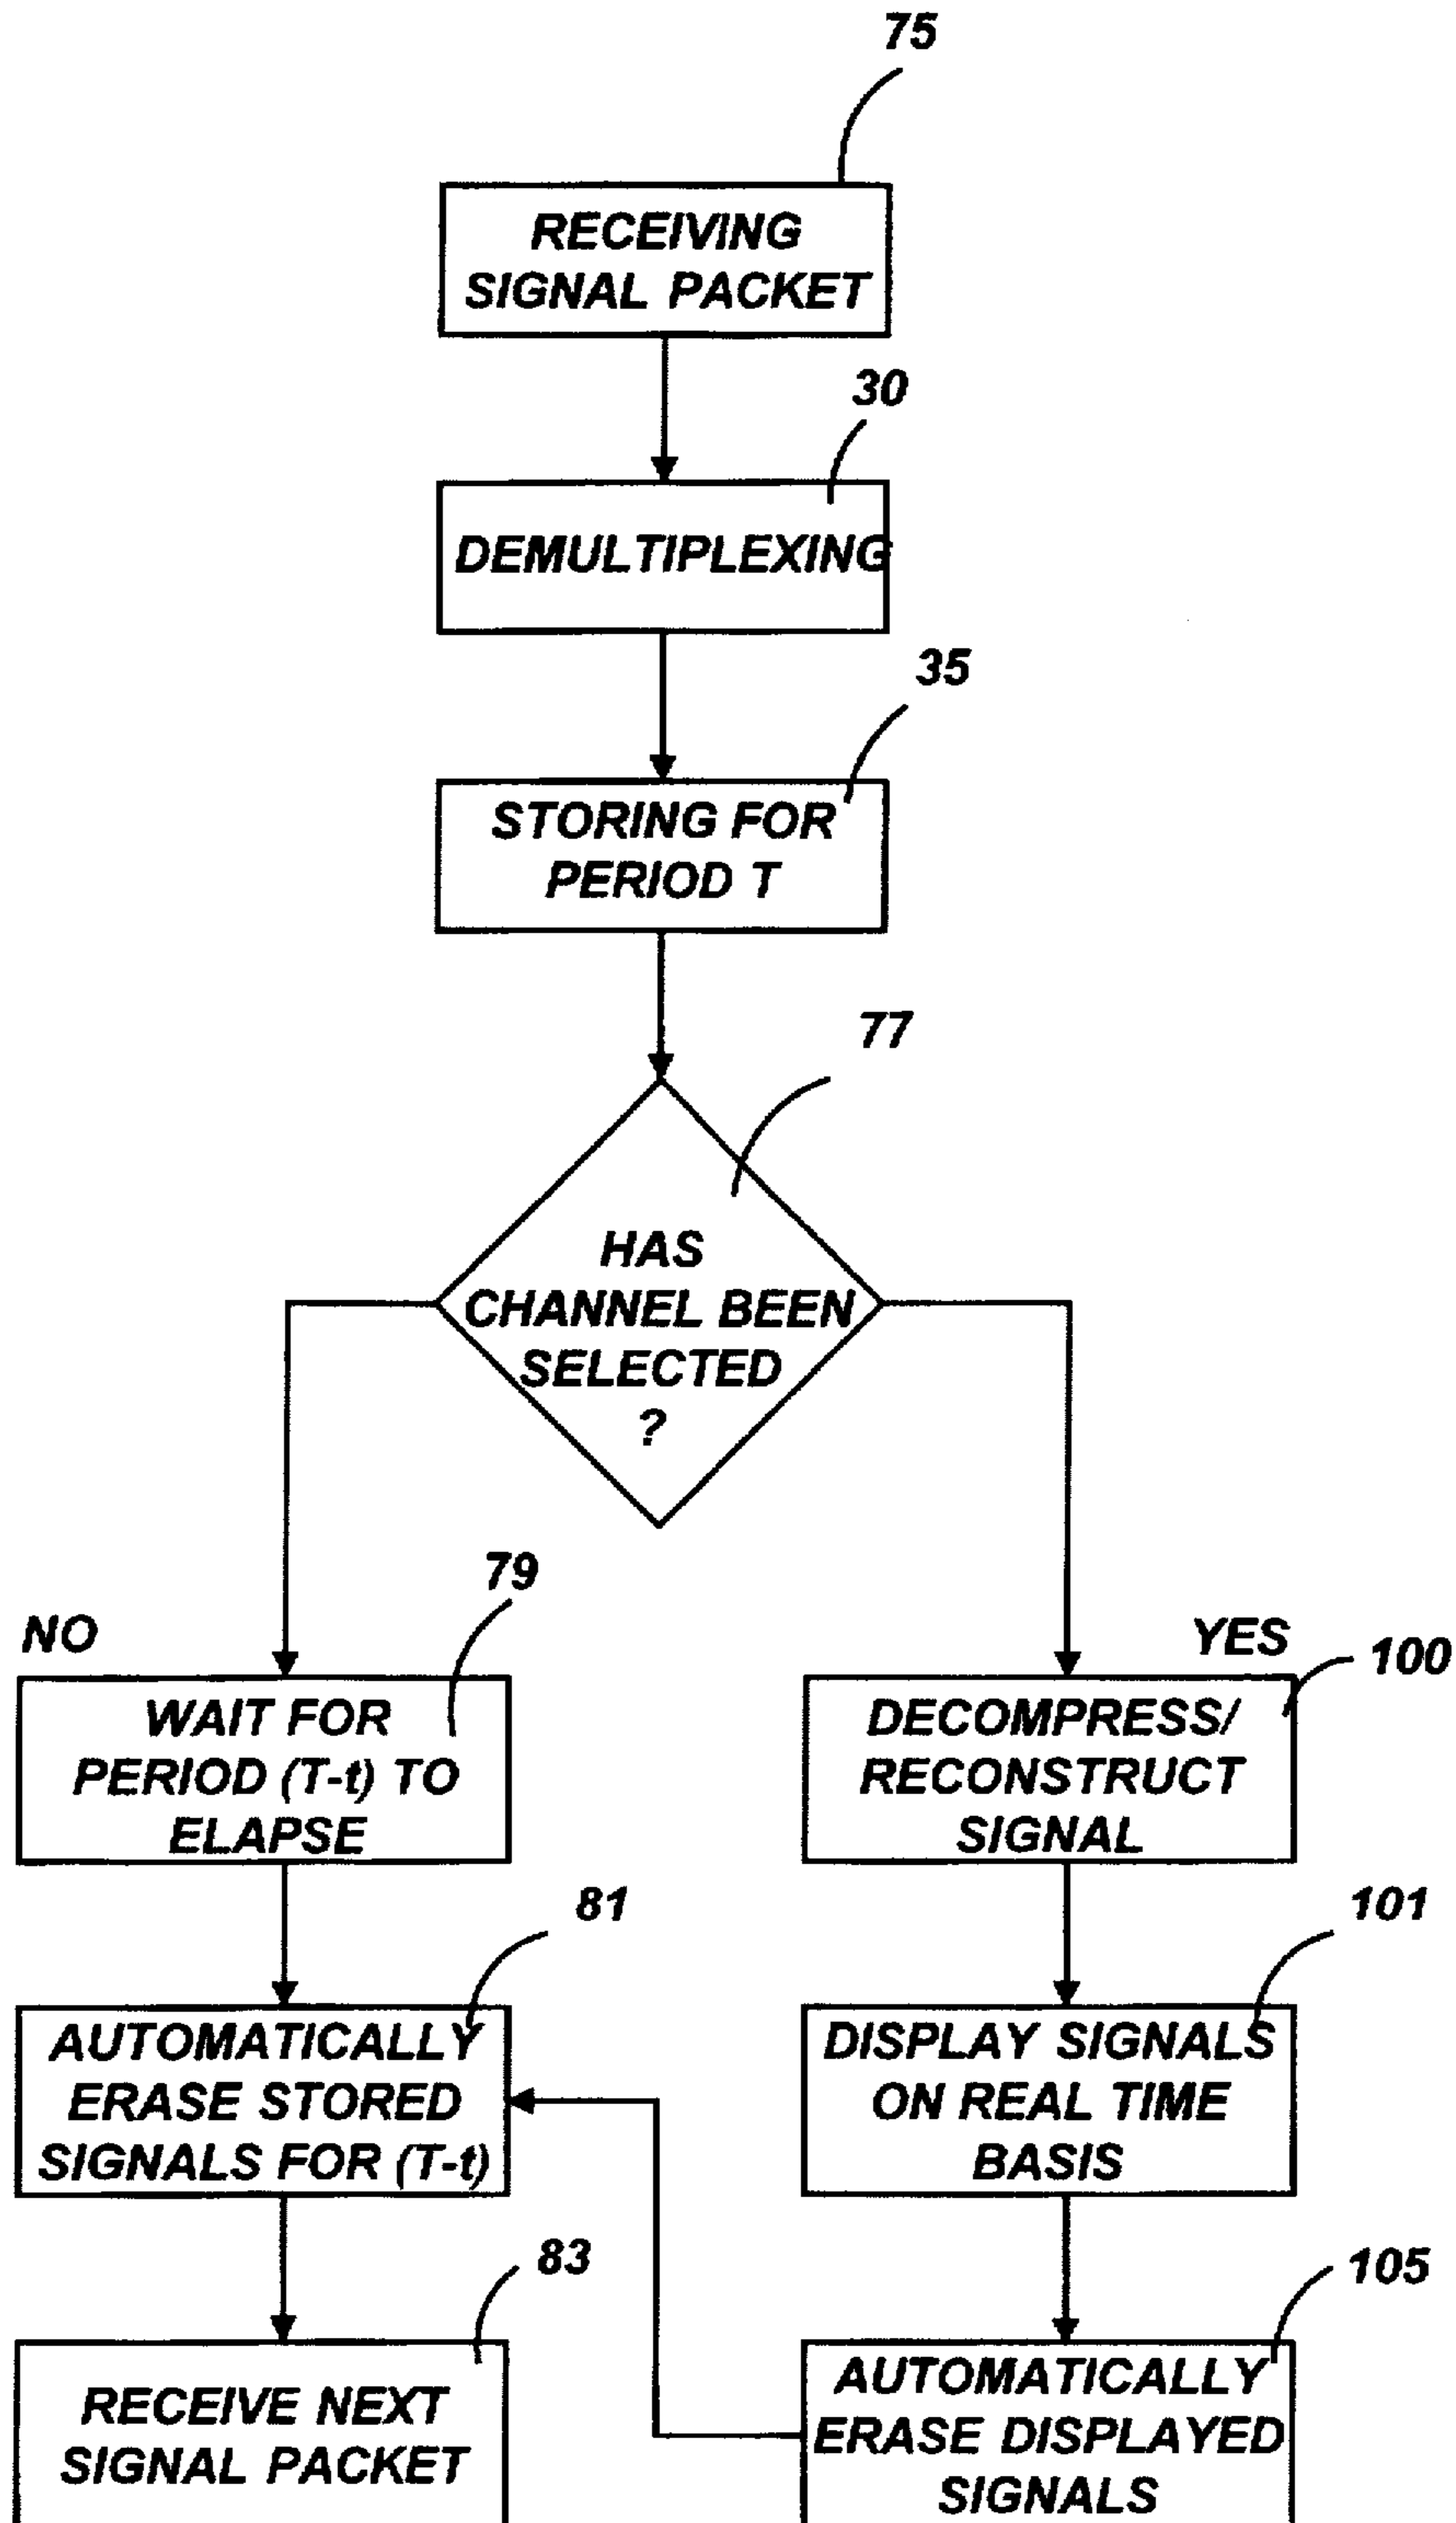 75
RECEIVING
SIGNAL PACKET
30
DEMULTIPLEXING
35
STORING FOR
PERIOD T
77
HAS
CHANNEL BEEN
SELECTED
?
NO
79
WAIT FOR
PERIOD (T-t) TO
ELAPSE
YES
100
DECOMPRESS/
RECONSTRUCT
SIGNAL
81
AUTOMATICALLY
ERASE STORED
SIGNALS FOR (T-t)
101
DISPLAY SIGNALS
ON REAL TIME
BASIS
83
RECEIVE NEXT
SIGNAL PACKET
105
AUTOMATICALLY
ERASE DISPLAYED
SIGNALS